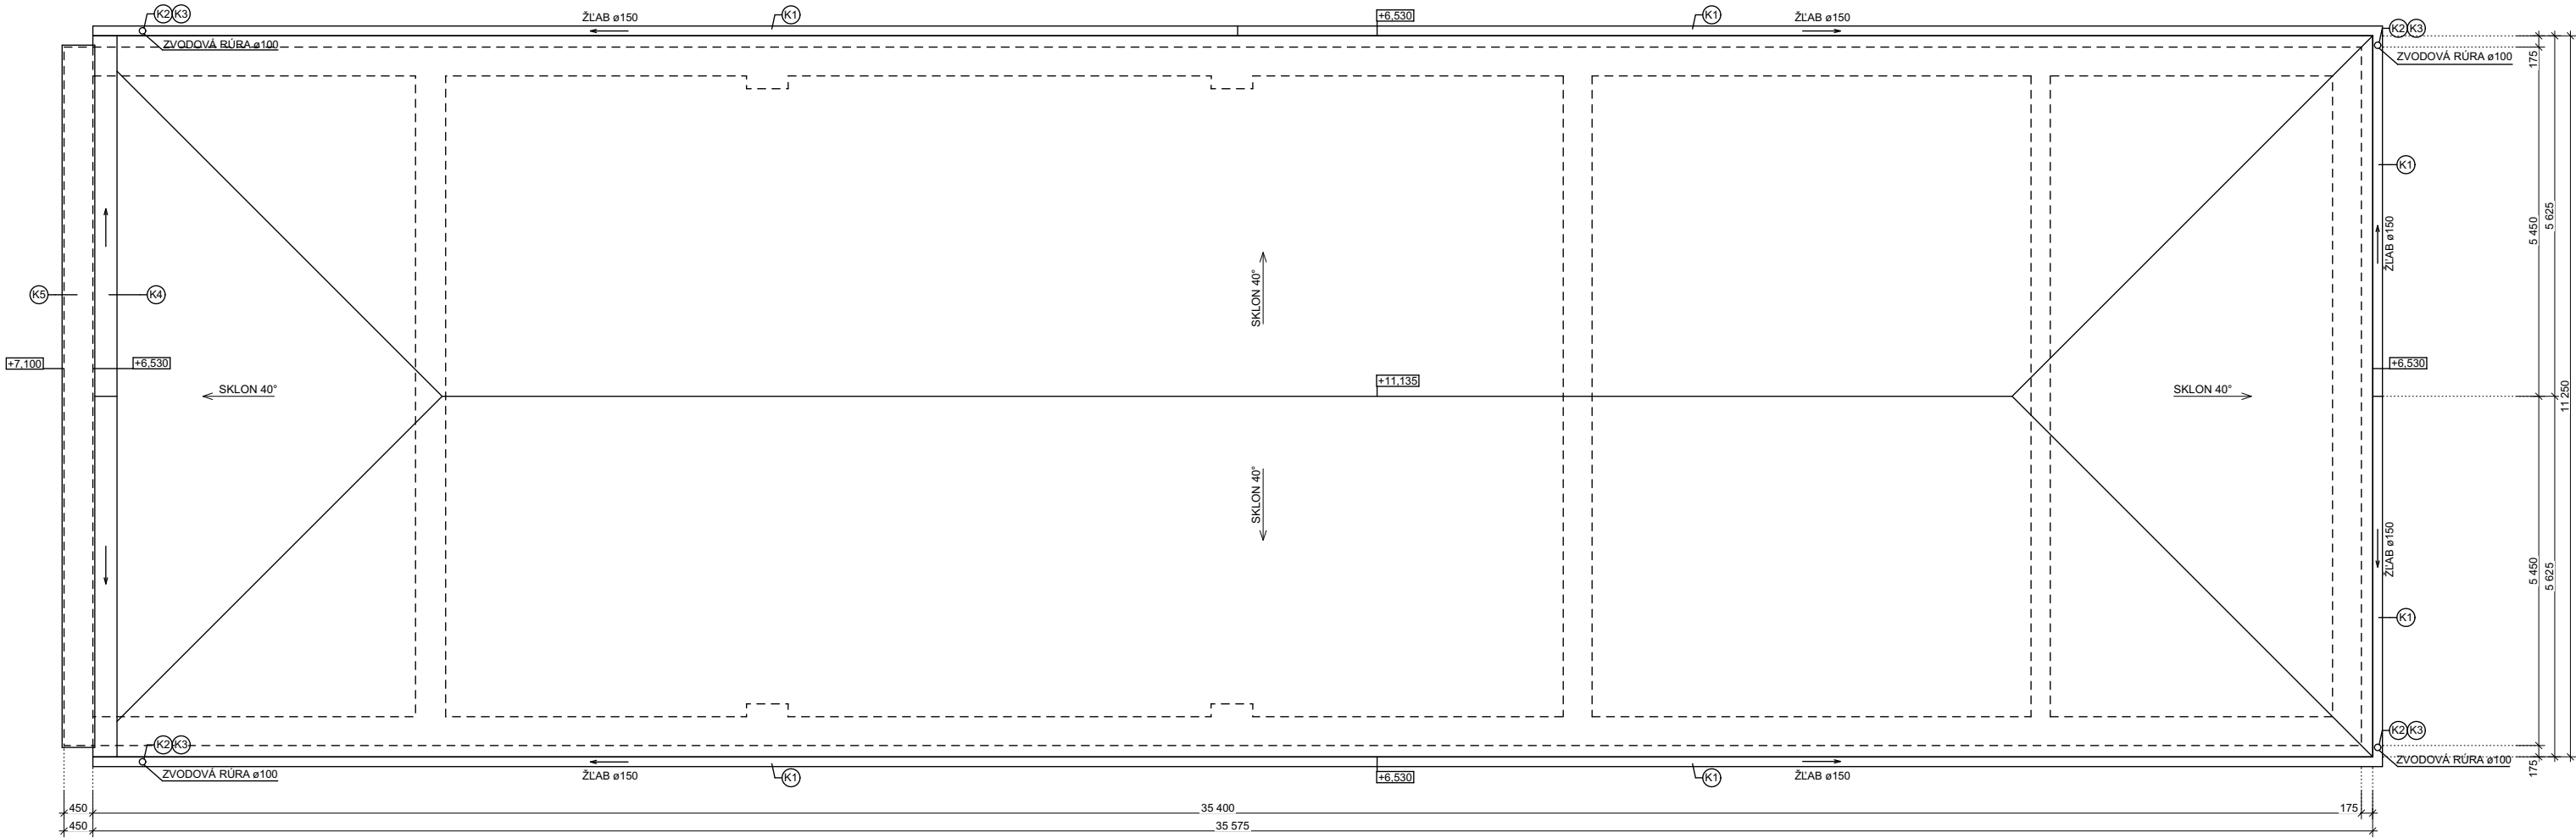 K2 K3
ŽĽAB ø150
K1
+6,530
K1
ŽĽAB ø150
K2 K3
ZVODOVÁ RÚRA ø100
ZVODOVÁ RÚRA ø100
175
K1
5 450
5 625
ŽĽAB ø150
SKLON 40°
K5
K4
+7,100
+6,530
+11,135
+6,530
SKLON 40°
SKLON 40°
11 250
SKLON 40°
ŽĽAB ø150
5 450
5 625
K1
K2 K3
K2 K3
ZVODOVÁ RÚRA ø100
ŽĽAB ø150
K1
+6,530
K1
ŽĽAB ø150
ZVODOVÁ RÚRA ø100
175
450
35 400
175
450
35 575